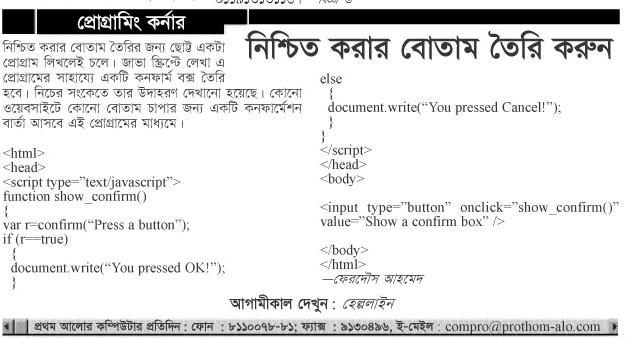 প্রোগ্রামিং কর্নার
নিশ্চিত করার বোতাম তৈরি করুন
নিশ্চিত করার বোতাম তৈরির জন্য ছোট্ট একটা
প্রোগ্রাম লিখলেই চলে। জাভা স্ক্রিপ্টে লেখা এ
প্রোগ্রামের সাহায্যে একটি কনফার্ম বক্স তৈরি
হবে। নিচের সংকেতে তার উদাহরণ দেখানো হয়েছে। কোনো
ওয়েবসাইটে কোনো বোতাম চাপার জন্য একটি কনফার্মেশন
বার্তা আসবে এই প্রোগ্রামের মাধ্যমে।
<html>
<head>
<script type=”text/javascript”>
function show_confirm()
{
var r=confirm(“Press a button”);
if (r==true)
{
document.write(“You pressed OK!”);
}
else
{
document.write(“You pressed Cancel!”);
}
}
</script>
</head>
<body>
<input type=”button” onclick=”show_confirm()”
value=”Show a confirm box” />
</body>
</html>
—ফেরদৌস আহমেদ
আগামীকাল দেখুন : হেল্পলাইন
প্রথম আলোর কম্পিউটার প্রতিদিন : ফোন : ৮১১০০৭৮-৮১; ফ্যাক্স : ৯১৩০৪৯৬, ই-মেইল : compro@prothom-alo.com